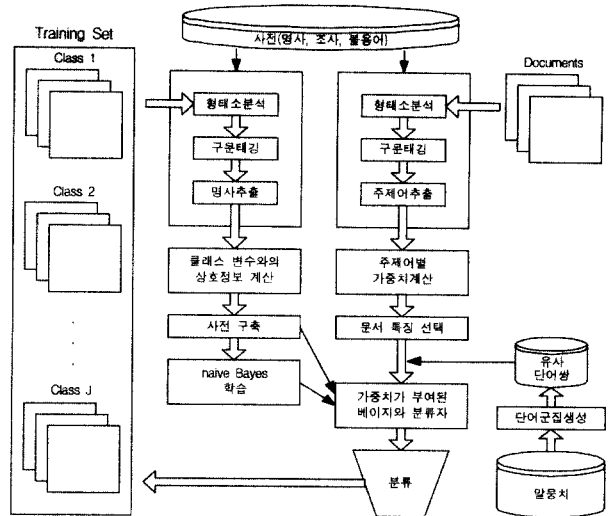 Training Set
사전(명사, 조사, 불용어)
Class 1
Documents
형태소분석
형태소분석
구문태깅
구문태깅
명사추출
주제어추출
Class 2
클래스 변수와의
상호정보 계산
주제어별
가중치계산
사전 구축
문서 특징 선택
naive Bayes
학습
유사
단어쌍
Class J
가중치가 부여된
베이지와 분류자
단어군집생성
분류
말뭉치